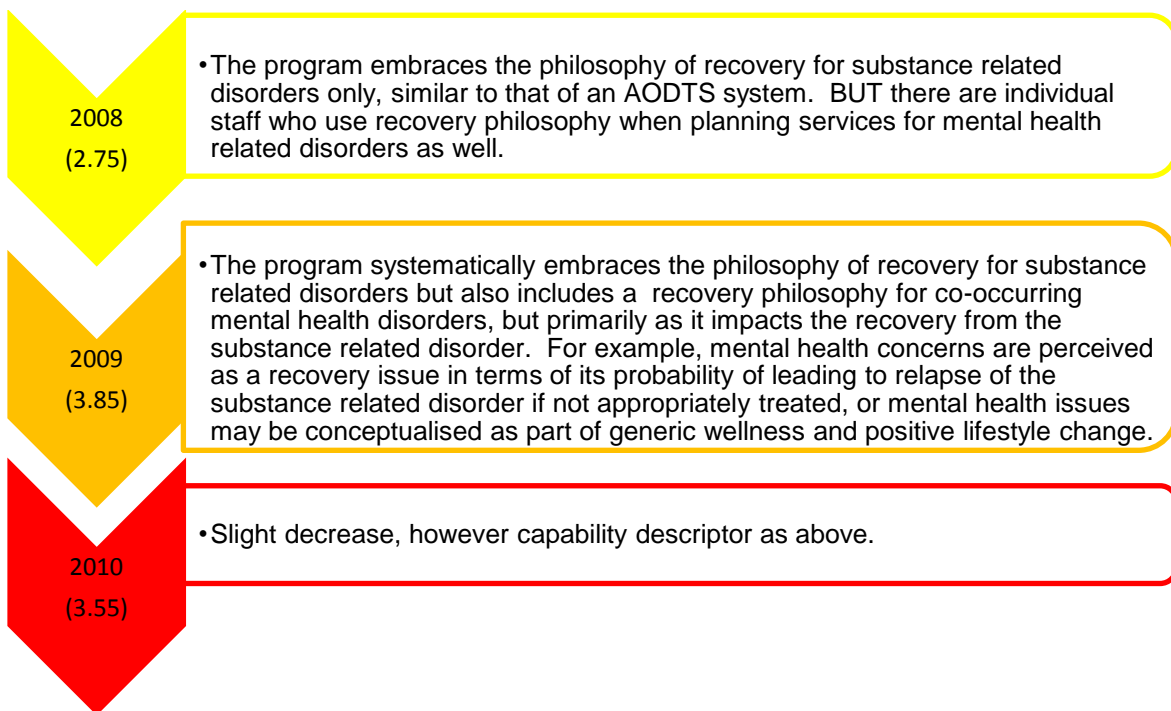 2008
(2.75)
•The program embraces the philosophy of recovery for substance related
disorders only, similar to that of an AODTS system.  BUT there are individual
staff who use recovery philosophy when planning services for mental health
related disorders as well.
2009
(3.85)
•The program systematically embraces the philosophy of recovery for substance
related disorders but also includes a  recovery philosophy for co-occurring
mental health disorders, but primarily as it impacts the recovery from the
substance related disorder.  For example, mental health concerns are perceived
as a recovery issue in terms of its probability of leading to relapse of the
substance related disorder if not appropriately treated, or mental health issues
may be conceptualised as part of generic wellness and positive lifestyle change.
2010
(3.55)
•Slight decrease, however capability descriptor as above.